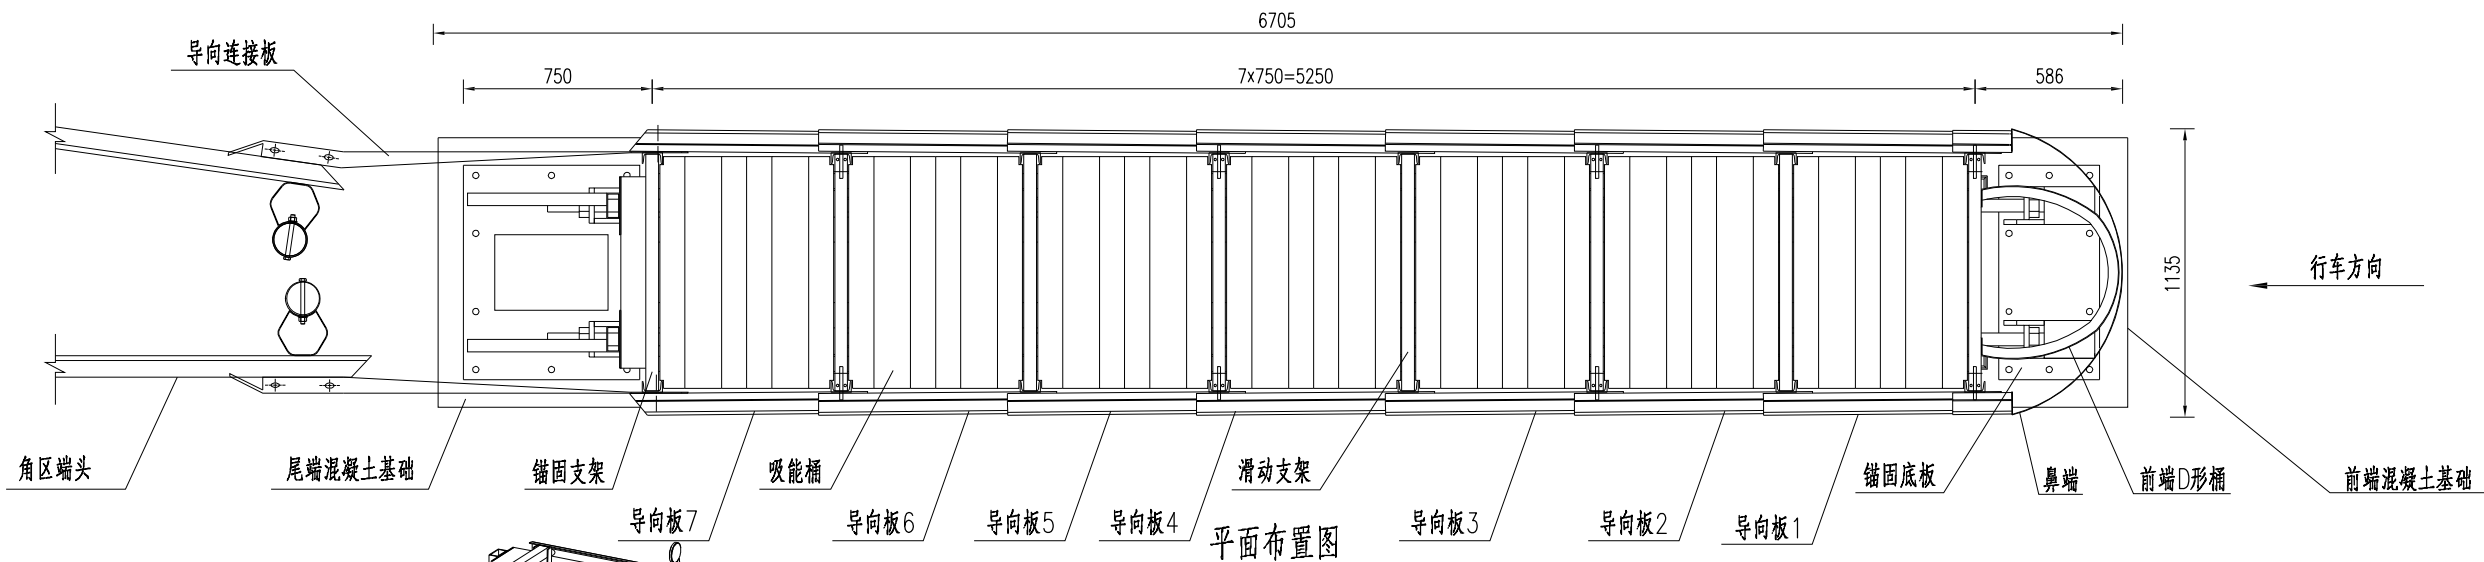 6705
导向连接板
750
7×750=5250
586
1135
行车方向
角区端头
尾端混凝土基础
锚固支架
吸能桶
滑动支架
锚固底板
鼻端
前端D形桶
前端混凝土基础
导向板7
导向板6
导向板5
导向板4
导向板3
导向板2
导向板1
平面布置图